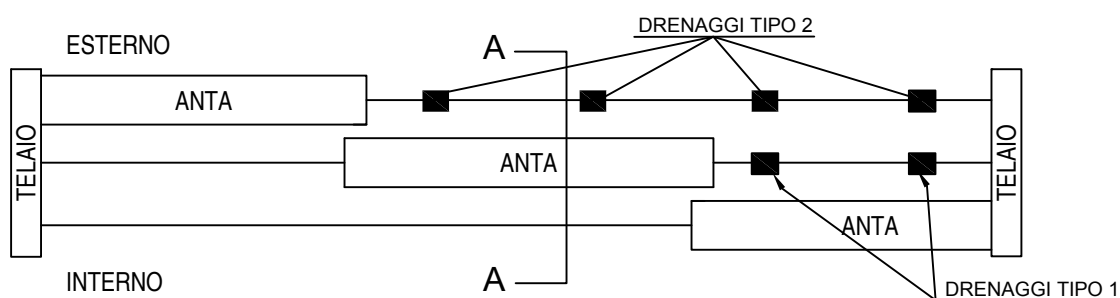 DRENAGGI TIPO 2
ESTERNO
A
ANTA
TELAIO
ANTA
TELAIO
ANTA
INTERNO
A
DRENAGGI TIPO 1